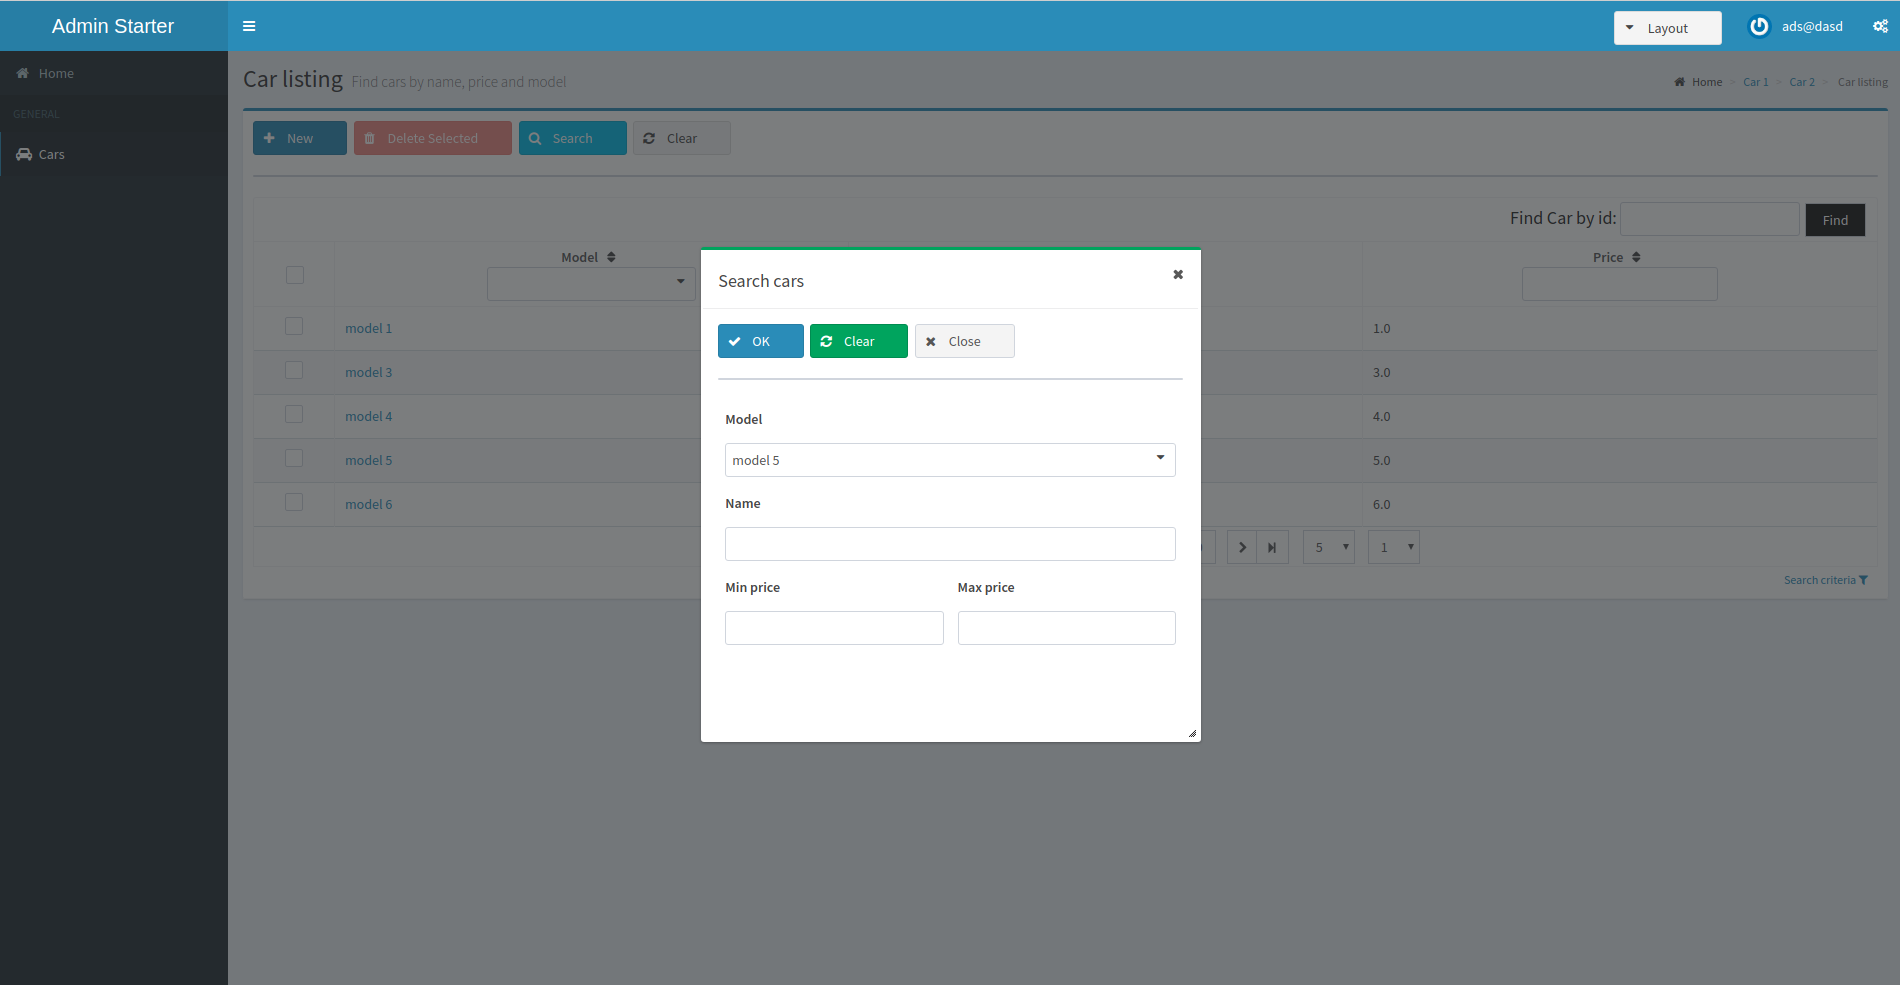 Admin Starter
Layout
ads@dasd
Home
GENERAL
Cars
Car listing Find cars by name, price and model
Home > Car 1 > Car 2 > Car listing
New
Delete Selected
Search
Clear
Find Car by id:
Find
Model
Price
model 1
1.0
model 3
3.0
model 4
4.0
model 5
5.0
model 6
6.0
5
1
Search criteria
Search cars
OK
Clear
Close
Model
model 5
Name
Min price
Max price